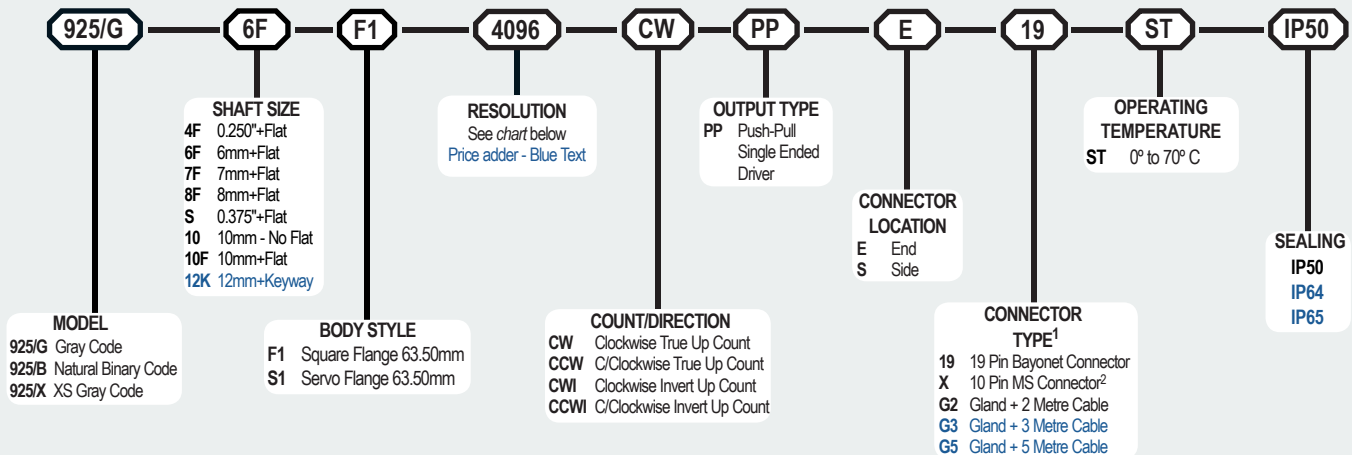 925/G 6F F1 4096 CW PP E 19 ST IP50
SHAFT SIZE
4F 0.250"+Flat
6F 6mm+Flat
7F 7mm+Flat
8F 8mm+Flat
S 0.375"+Flat
10 10mm - No Flat
10F 10mm+Flat
12K 12mm+Keyway
RESOLUTION
See chart below
Price adder - Blue Text
OUTPUT TYPE
PP Push-Pull
Single Ended
Driver
OPERATING
TEMPERATURE
ST 0º to 70º C
CONNECTOR
LOCATION
E End
S Side
SEALING
IP50
IP64
IP65
MODEL
925/G Gray Code
925/B Natural Binary Code
925/X XS Gray Code
BODY STYLE
F1 Square Flange 63.50mm
S1 Servo Flange 63.50mm
COUNT/DIRECTION
CW Clockwise True Up Count
CCW C/Clockwise True Up Count
CWI Clockwise Invert Up Count
CCWI C/Clockwise Invert Up Count
CONNECTOR
TYPE1
19 19 Pin Bayonet Connector
X 10 Pin MS Connector2
G2 Gland + 2 Metre Cable
G3 Gland + 3 Metre Cable
G5 Gland + 5 Metre Cable